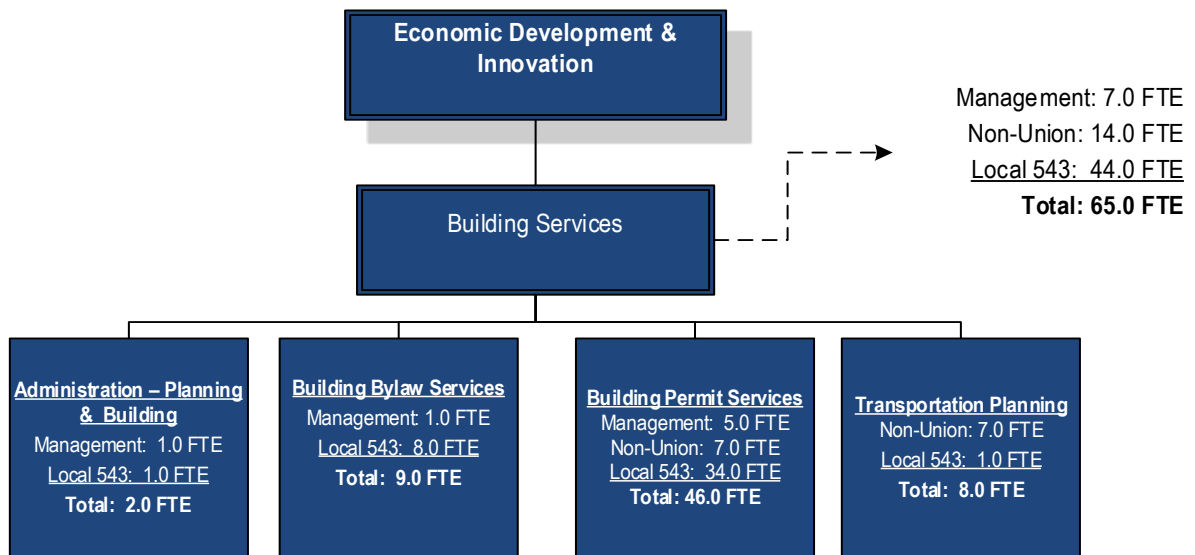 Economic Development &
Innovation
Management: 7.0 FTE
Non-Union: 14.0 FTE
Local 543:  44.0 FTE
Total: 65.0 FTE
Building Services
Administration – Planning
&  Building
Management:  1.0 FTE
Local 543:  1.0 FTE
Total:  2.0 FTE
Building Bylaw Services
Management: 1.0 FTE
Local 543:  8.0 FTE
Total:  9.0 FTE
Building Permit Services
Management: 5.0 FTE
Non-Union: 7.0 FTE
Local 543:  34.0 FTE
Total: 46.0 FTE
Transportation Planning
Non-Union: 7.0 FTE
Local 543:  1.0 FTE
Total:  8.0 FTE